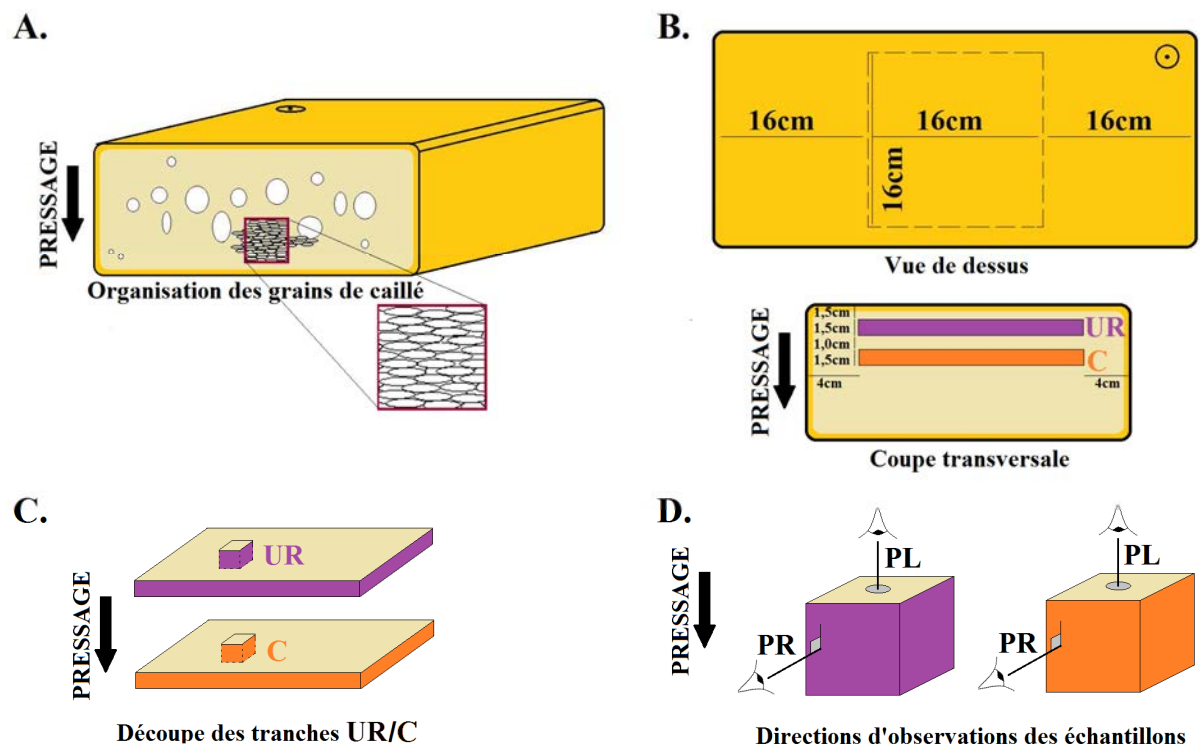 A.
PRESSAGE
Organisation des grains de caillé
B.
16cm
16cm
16cm
16cm
Vue de dessus
PRESSAGE
1,5cm
1,5cm
UR
1,0cm
1,5cm
C
4cm
4cm
Coupe transversale
C.
PRESSAGE
UR
C
Découpe des tranches UR/C
D.
PRESSAGE
PL
PR
PL
PR
Directions d'observations des échantillons